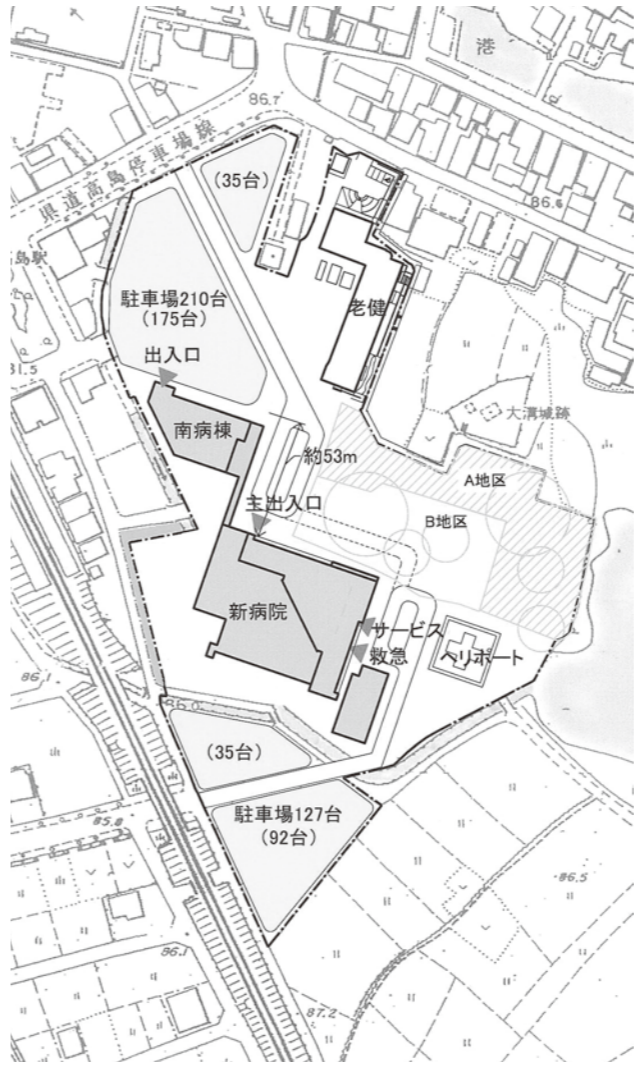 港
86.7
県道高島停車場線
(35台)
86.6
島駅
駐車場210台
(175台)
老健
81.5
出入口
大溝城跡
南病棟
約53m
A地区
主出入口
B地区
新病院
サービス
救急
ヘリポート
86.1
86.0
(35台)
駐車場127台
(92台)
85.8
86.5
86.1
87.2